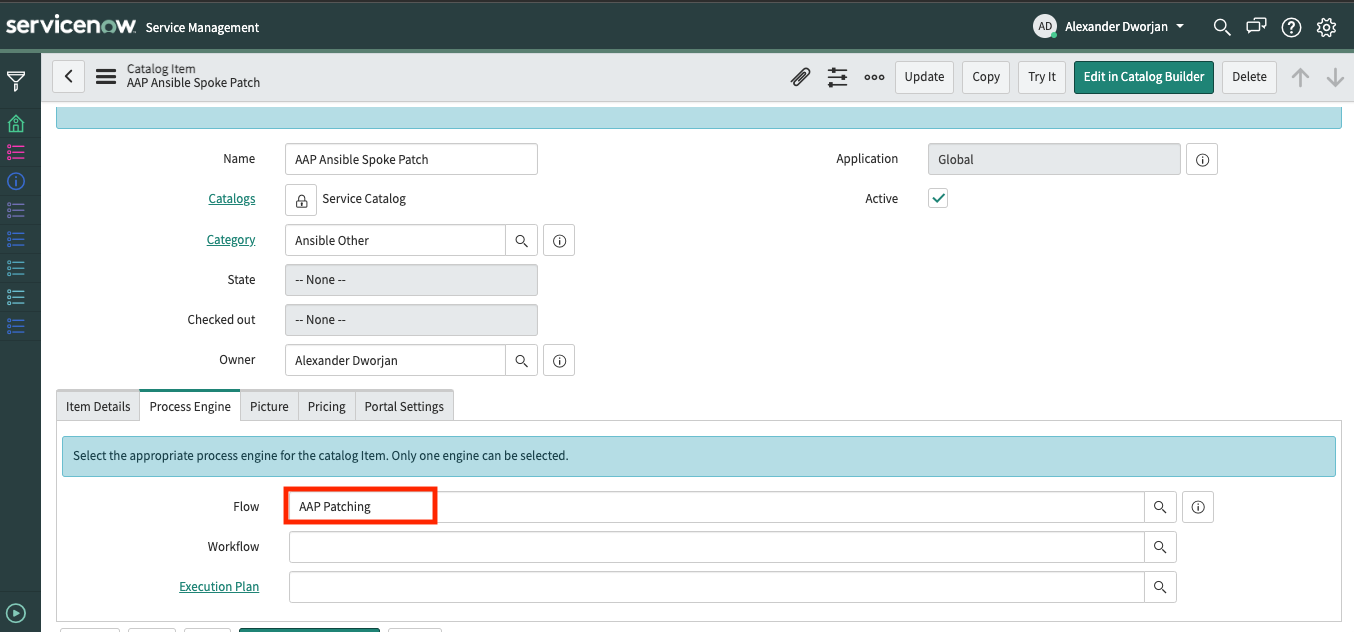 servicenow Service Management
AD Alexander Dworjan
Catalog Item
AAP Ansible Spoke Patch
Update Copy Try It Edit in Catalog Builder Delete
Name AAP Ansible Spoke Patch
Application Global
Catalogs Service Catalog
Active
Category Ansible Other
State -- None --
Checked out -- None --
Owner Alexander Dworjan
Item Details Process Engine Picture Pricing Portal Settings
Select the appropriate process engine for the catalog Item. Only one engine can be selected.
Flow AAP Patching
Workflow
Execution Plan